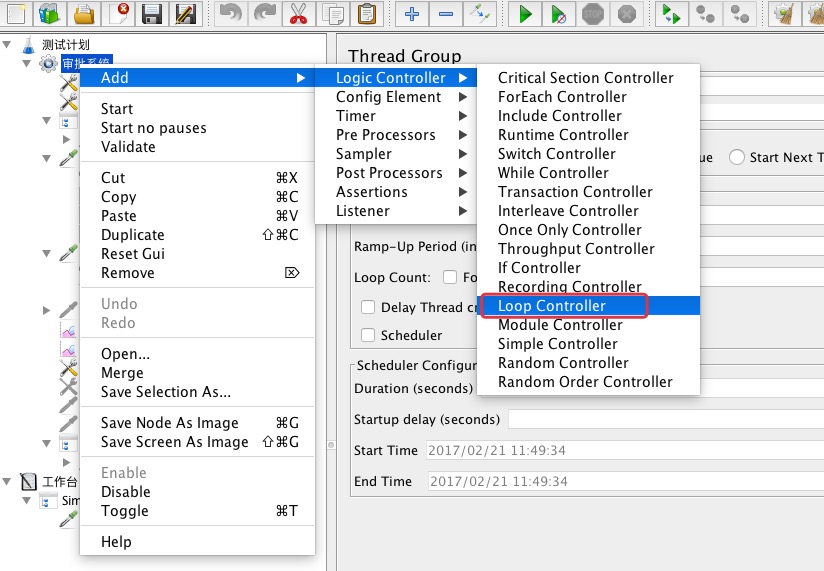 测试计划
审批系统
Thread Group
Add
Start
Start no pauses
Validate
Cut ⌘X
Copy ⌘C
Paste ⌘V
Duplicate ⇧⌘C
Reset Gui
Remove ⌦
Undo
Redo
Open...
Merge
Save Selection As...
Save Node As Image ⌘G
Save Screen As Image ⇧⌘G
Enable
Disable
Toggle ⌘T
Help
Logic Controller
Config Element
Timer
Pre Processors
Sampler
Post Processors
Assertions
Listener
Critical Section Controller
ForEach Controller
Include Controller
Runtime Controller
Switch Controller
While Controller
Transaction Controller
Interleave Controller
Once Only Controller
Throughput Controller
If Controller
Recording Controller
Loop Controller
Module Controller
Simple Controller
Random Controller
Random Order Controller
ue Start Next T
Ramp-Up Period (in
Loop Count: Fo
Delay Thread cr
Scheduler
Scheduler Configur
Duration (seconds)
Startup delay (seconds)
Start Time 2017/02/21 11:49:34
End Time 2017/02/21 11:49:34
工作台
Sim
STOP